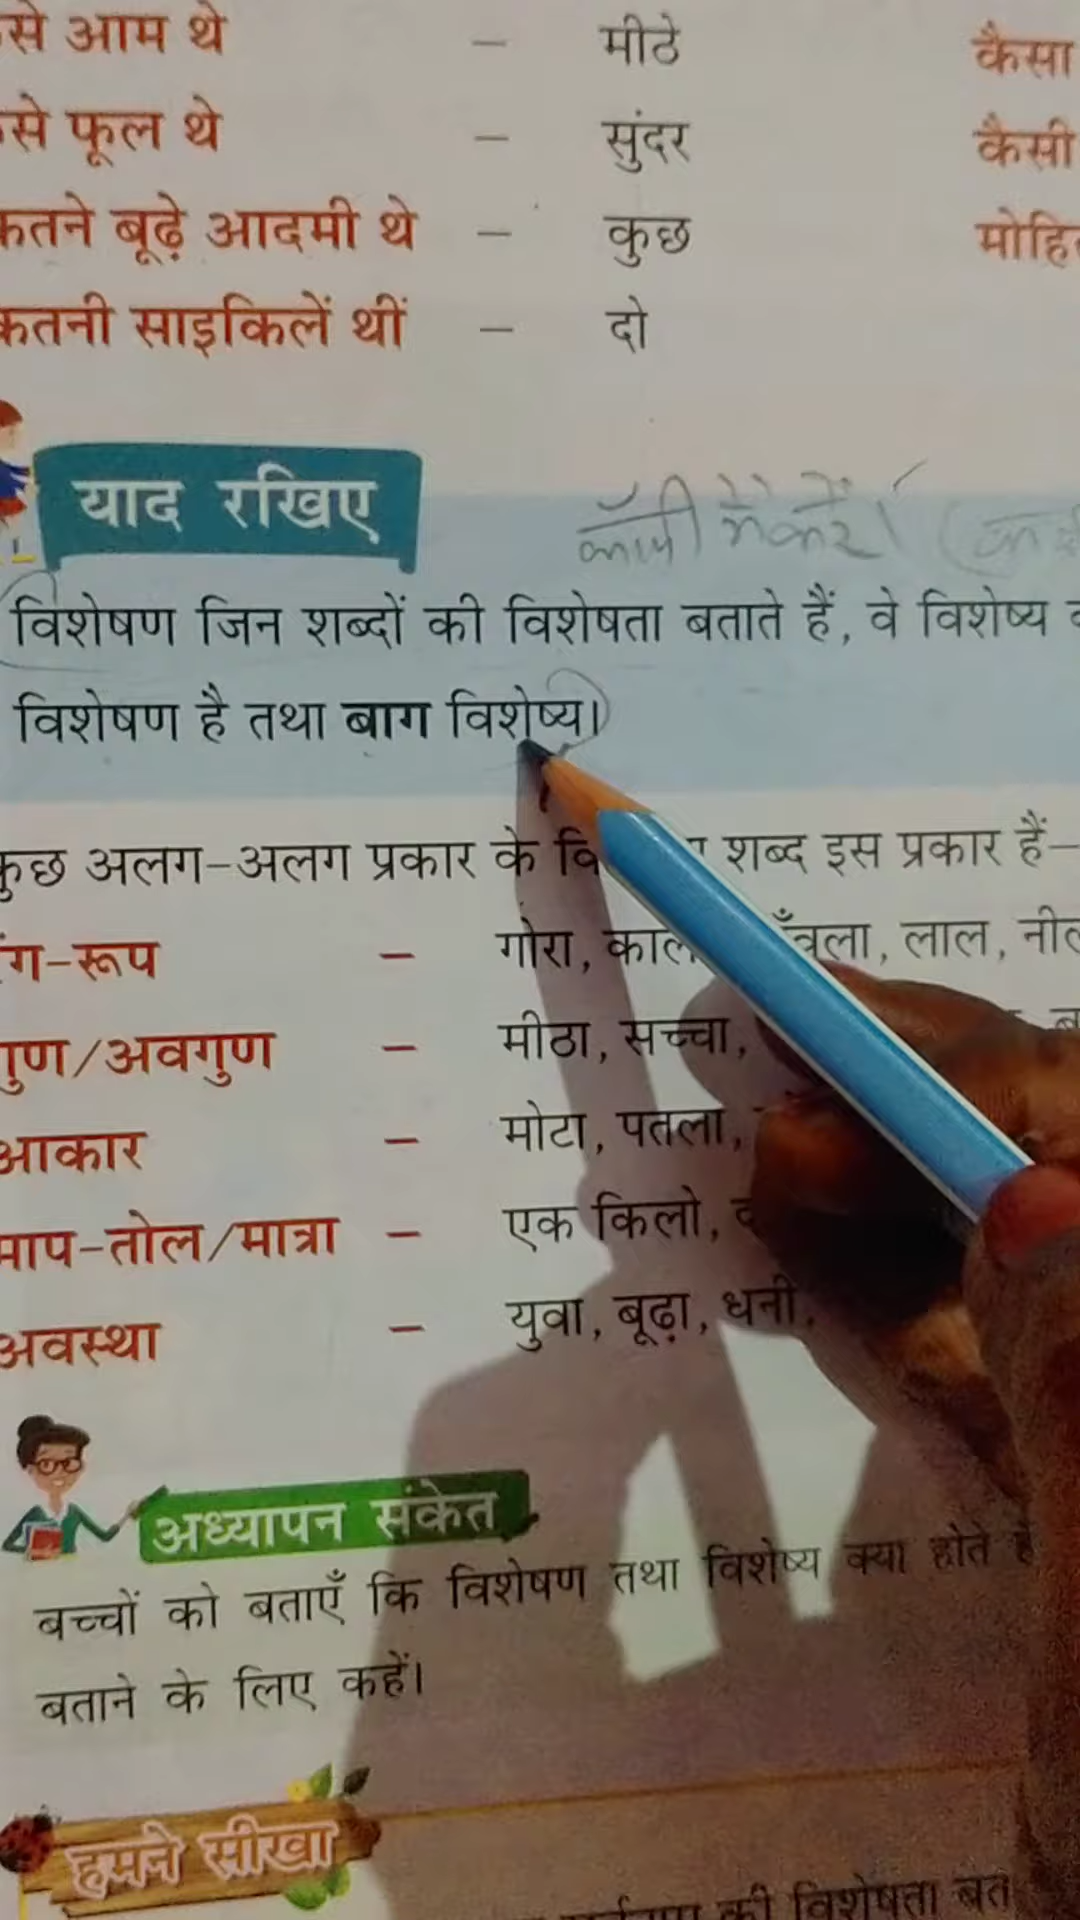 से आम थे – मीठे कैसा
से फूल थे – सुंदर कैसी
कतने बूढ़े आदमी थे – कुछ
कतनी साइकिलें थीं – दो
याद रखिए
कॉपी में करें।
विशेषण जिन शब्दों की विशेषता बताते हैं, वे विशेष्य
विशेषण है तथा बाग विशेष्य।
कुछ अलग-अलग प्रकार के शब्द इस प्रकार हैं–
रंग-रूप – गोरा, लाल,
गुण/अवगुण – मीठा, सच्चा,
आकार – मोटा, पतला,
माप-तोल/मात्रा – एक किलो,
अवस्था – युवा, बूढ़ा, धनी,
अध्यापन संकेत
बच्चों को बताएँ कि विशेषण तथा विशेष्य क्या होते
बताने के लिए कहें।
हमने सीखा
की विशेषता